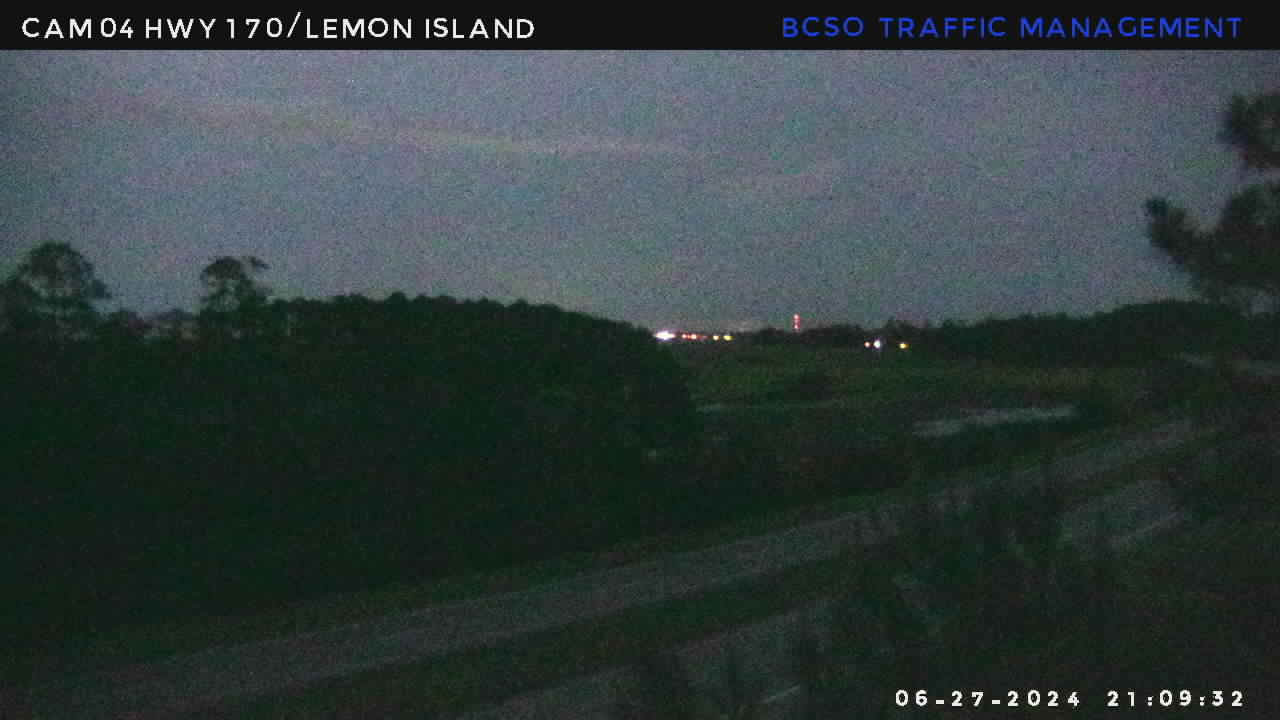 CAM04 HWY 170/LEMON ISLAND
BCSO TRAFFIC MANAGEMENT
06-27-2024 21:09:32